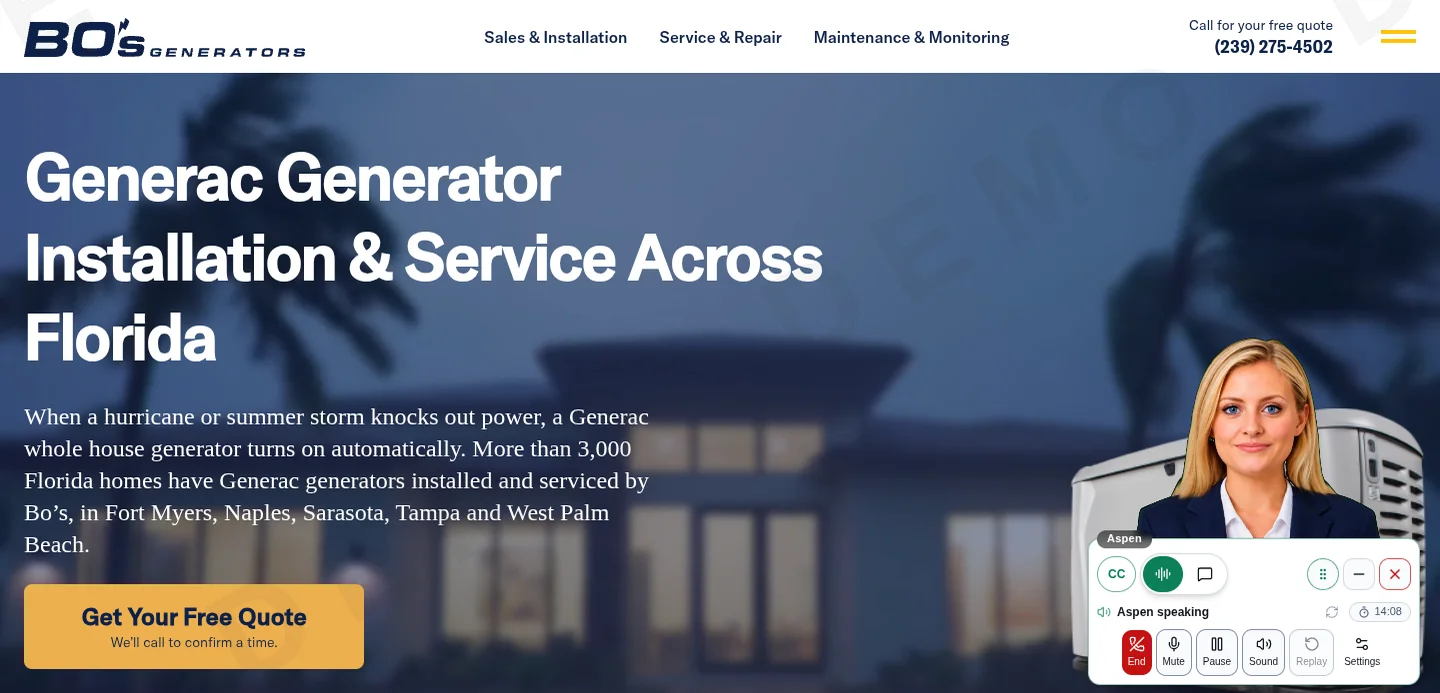 BO's GENERATORS
Sales & Installation
Service & Repair
Maintenance & Monitoring
Call for your free quote
(239) 275-4502
DEMO
Generac Generator
Installation & Service Across
Florida
When a hurricane or summer storm knocks out power, a Generac
whole house generator turns on automatically. More than 3,000
Florida homes have Generac generators installed and serviced by
Bo’s, in Fort Myers, Naples, Sarasota, Tampa and West Palm
Beach.
Get Your Free Quote
We'll call to confirm a time.
Aspen
CC
Aspen speaking
14:08
End
Mute
Pause
Sound
Replay
Settings